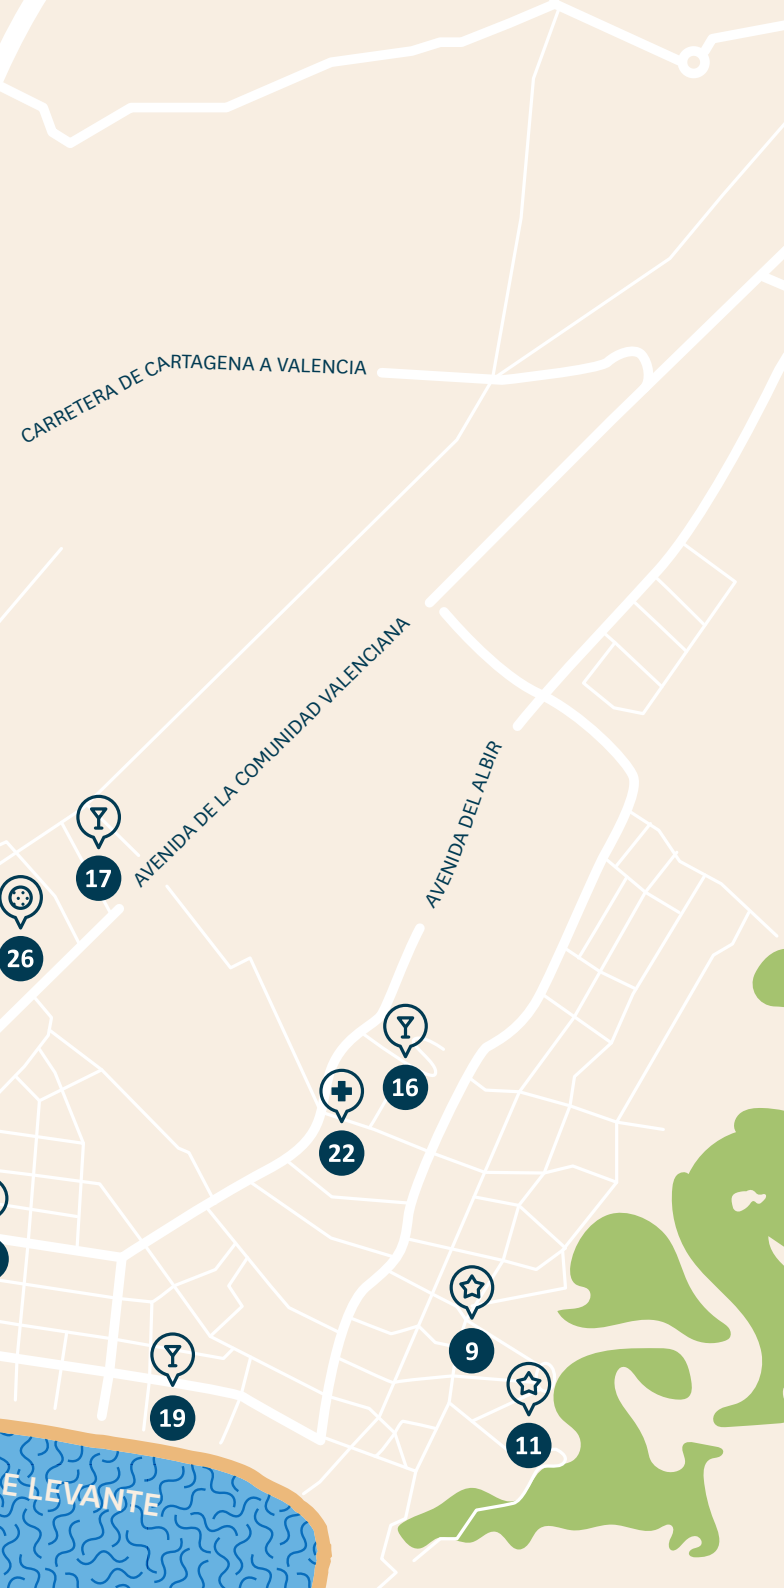 CARRETERA DE CARTAGENA A VALENCIA
AVENIDA DE LA COMUNIDAD VALENCIANA
AVENIDA DEL ALBIR
17
26
16
22
9
19
11
E LEVANTE